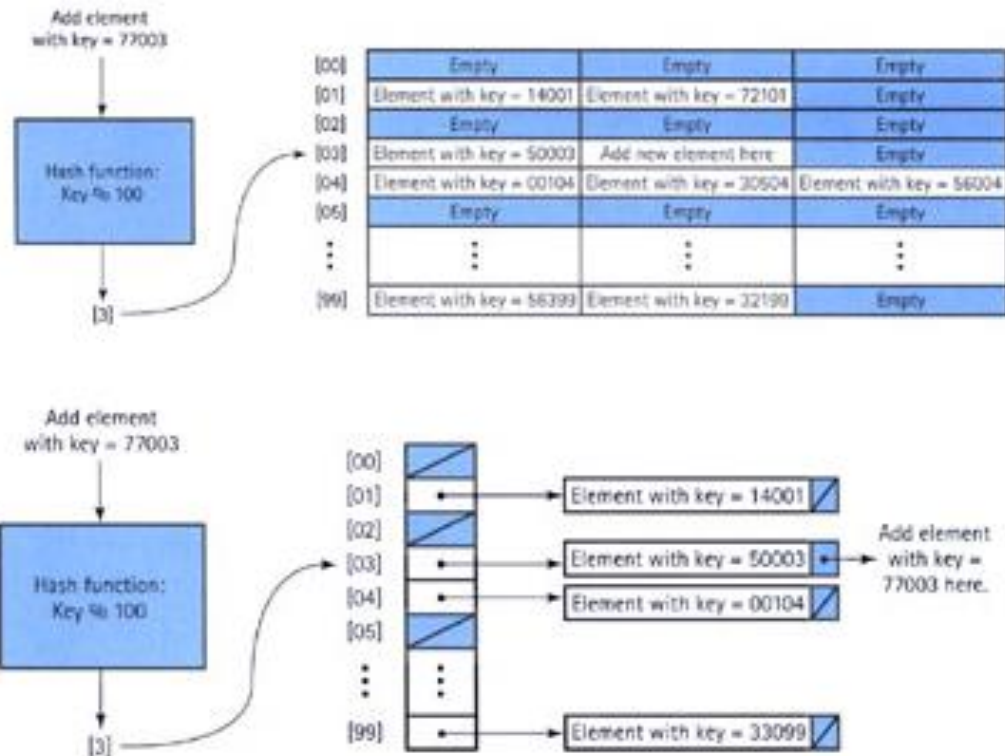 Add element
with key = 77003
Hash function:
Key % 100
[3]
[00] Empty Empty Empty
[01] Element with key = 14001 Element with key = 72101 Empty
[02] Empty Empty Empty
[03] Element with key = 50003 Add new element here Empty
[04] Element with key = 00104 Element with key = 30504 Element with key = 56004
[05] Empty Empty Empty
[99] Element with key = 56399 Element with key = 32199 Empty
Add element
with key = 77003
Hash function:
Key % 100
[3]
[00]
[01] Element with key = 14001
[02]
[03] Element with key = 50003
Add element
with key =
77003 here.
[04] Element with key = 00104
[05]
[99] Element with key = 33099